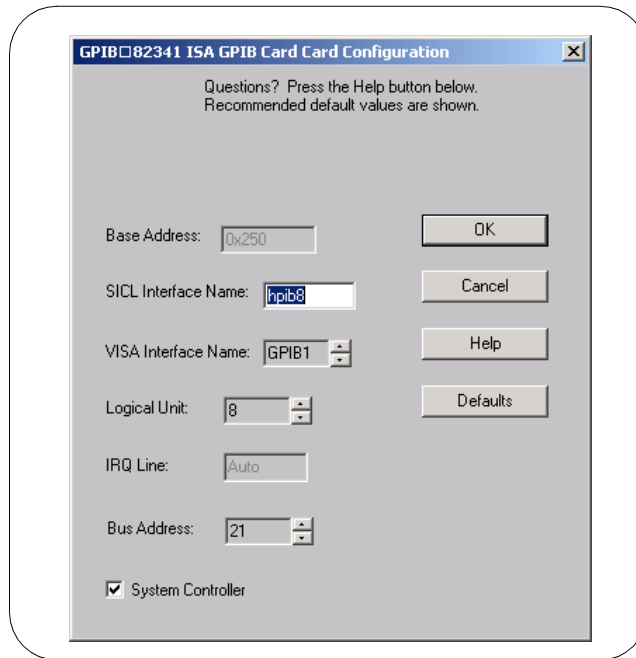 GPIB□82341 ISA GPIB Card Card Configuration
Questions? Press the Help button below.
Recommended default values are shown.
Base Address: 0x250
OK
SICL Interface Name: hpib8
Cancel
VISA Interface Name: GPIB1
Help
Logical Unit: 8
Defaults
IRQ Line: Auto
Bus Address: 21
System Controller